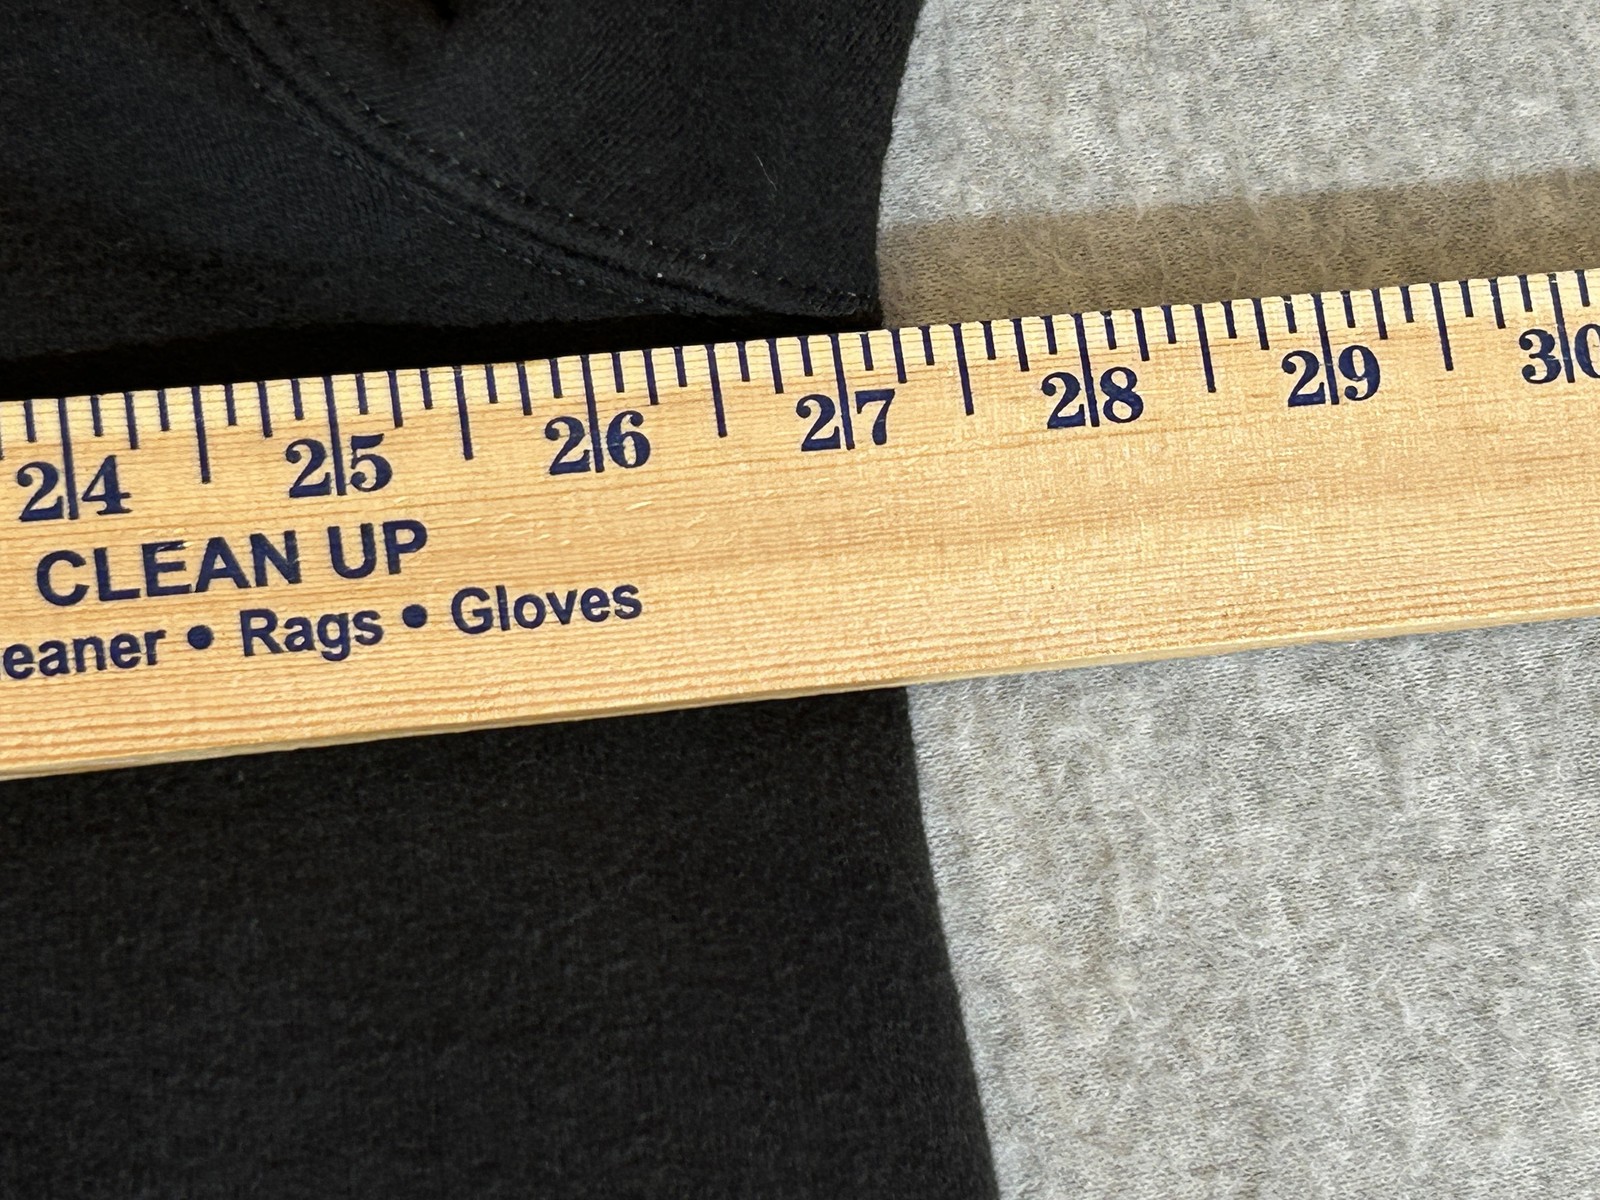 24 25 26 27 28 29 30
CLEAN UP
eaner • Rags • Gloves